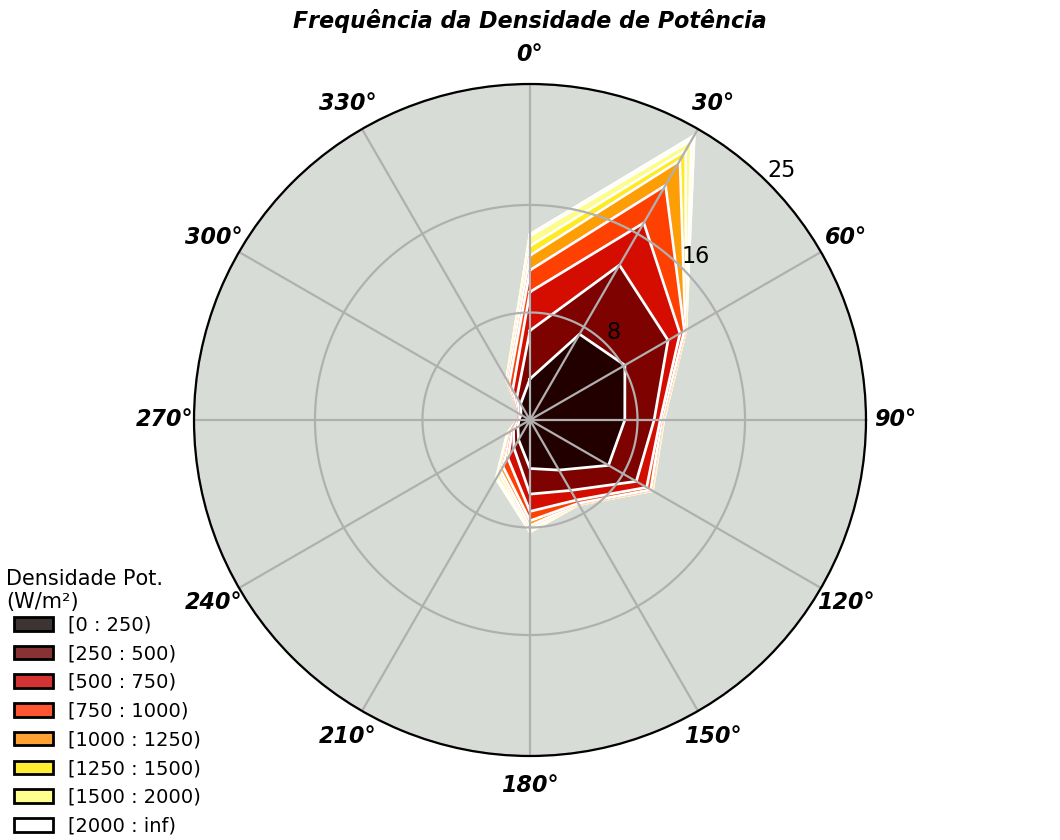 Frequência da Densidade de Potência
0°
330°
30°
25
300°
60°
16
8
270°
90°
240°
120°
210°
150°
180°
Densidade Pot.
(W/m²)
[0 : 250)
[250 : 500)
[500 : 750)
[750 : 1000)
[1000 : 1250)
[1250 : 1500)
[1500 : 2000)
[2000 : inf)